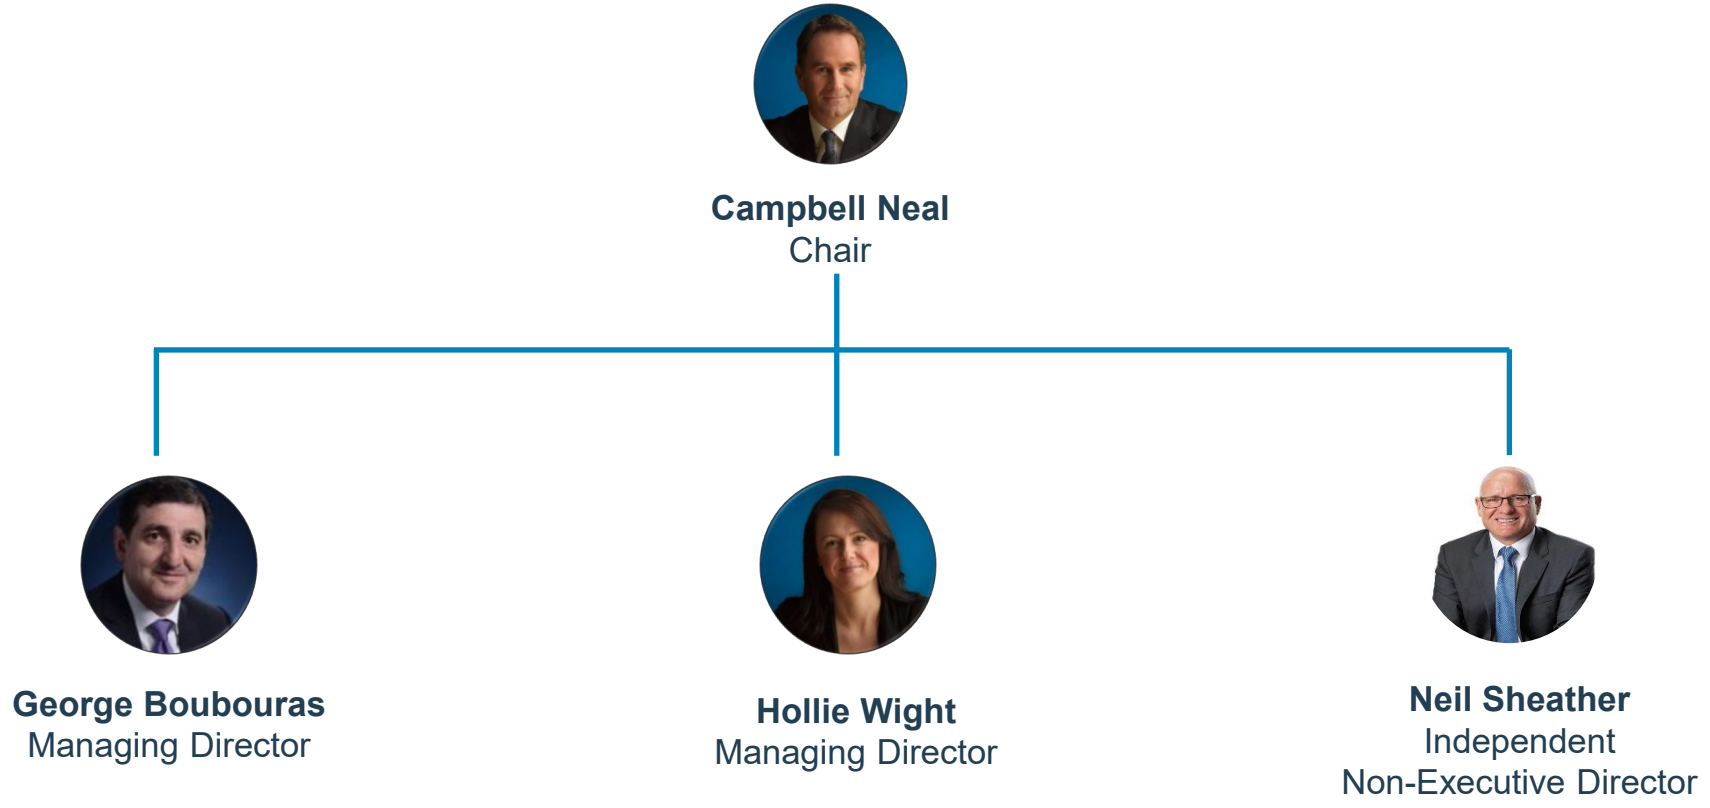 Campbell Neal
Chair
George Boubouras
Managing Director
Hollie Wight
Managing Director
Neil Sheather
Independent
Non-Executive Director